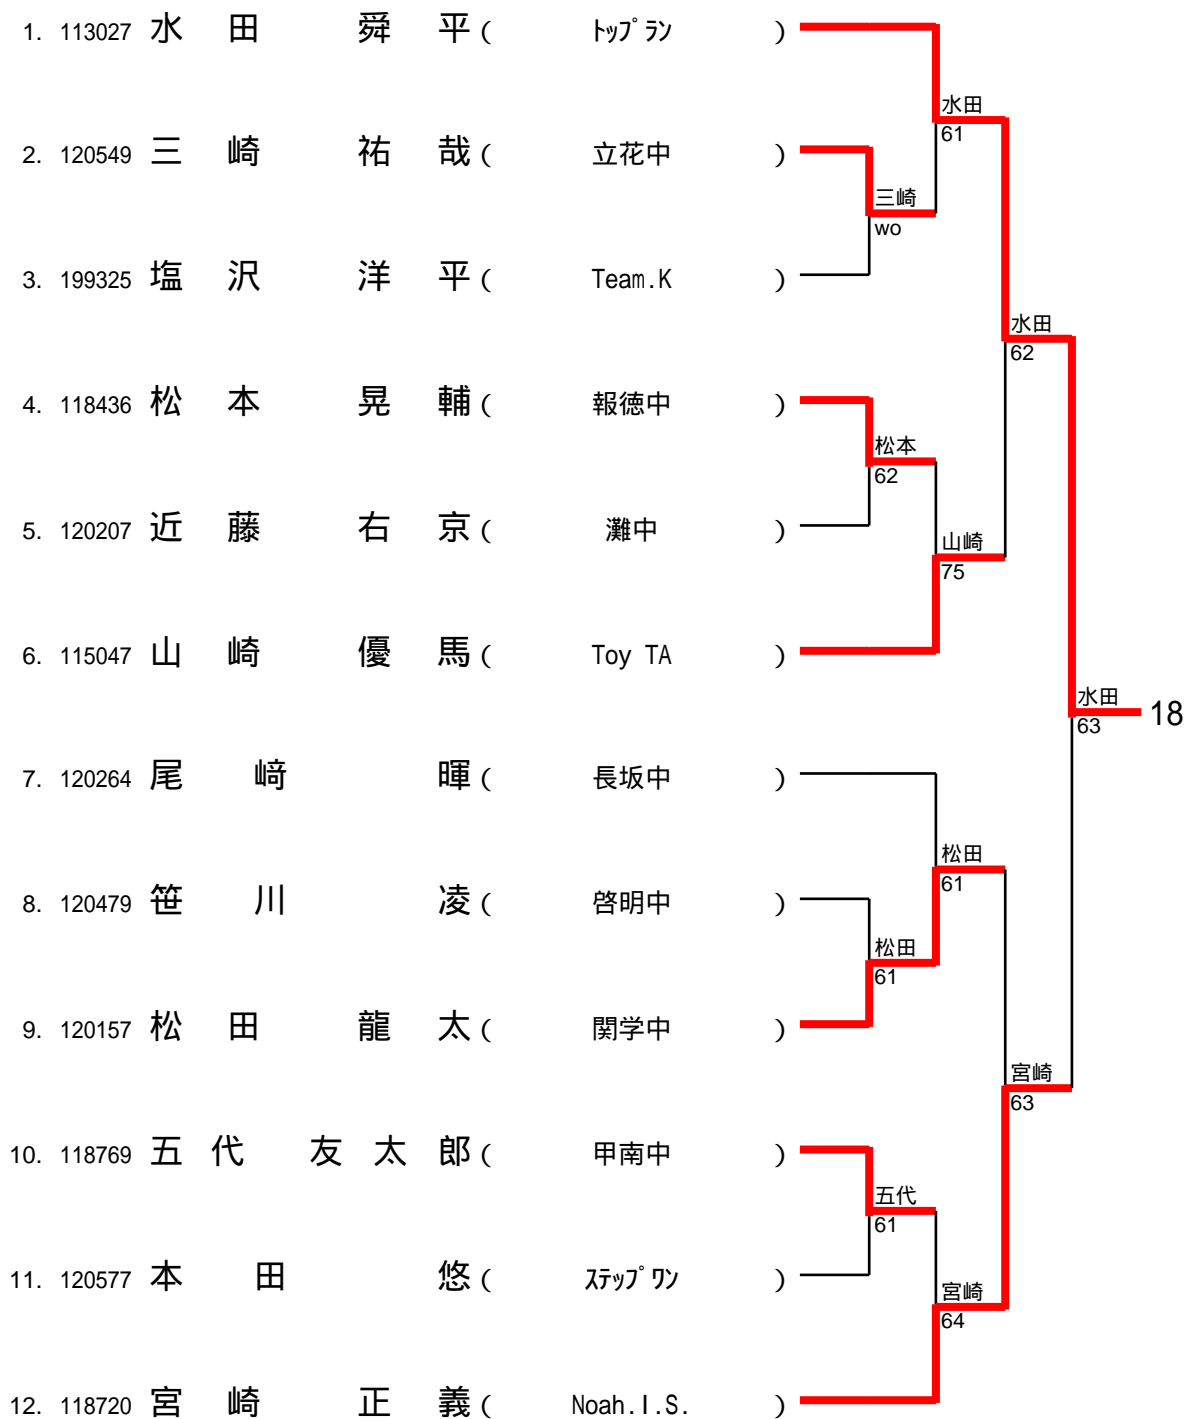 1. 113027 水田 舜平 ( トップラン )
水田
61
2. 120549 三崎 祐哉 ( 立花中 )
三崎
wo
3. 199325 塩沢 洋平 ( Team.K )
水田
62
4. 118436 松本 晃輔 ( 報徳中 )
松本
62
5. 120207 近藤 右京 ( 灘中 )
山崎
75
6. 115047 山崎 優馬 ( Toy TA )
水田
63
18
7. 120264 尾﨑 暉 ( 長坂中 )
松田
61
8. 120479 笹川 凌 ( 啓明中 )
松田
61
9. 120157 松田 龍太 ( 関学中 )
宮崎
63
10. 118769 五代 友太郎 ( 甲南中 )
五代
61
11. 120577 本田 悠 ( ステップワン )
宮崎
64
12. 118720 宮崎 正義 ( Noah.I.S. )